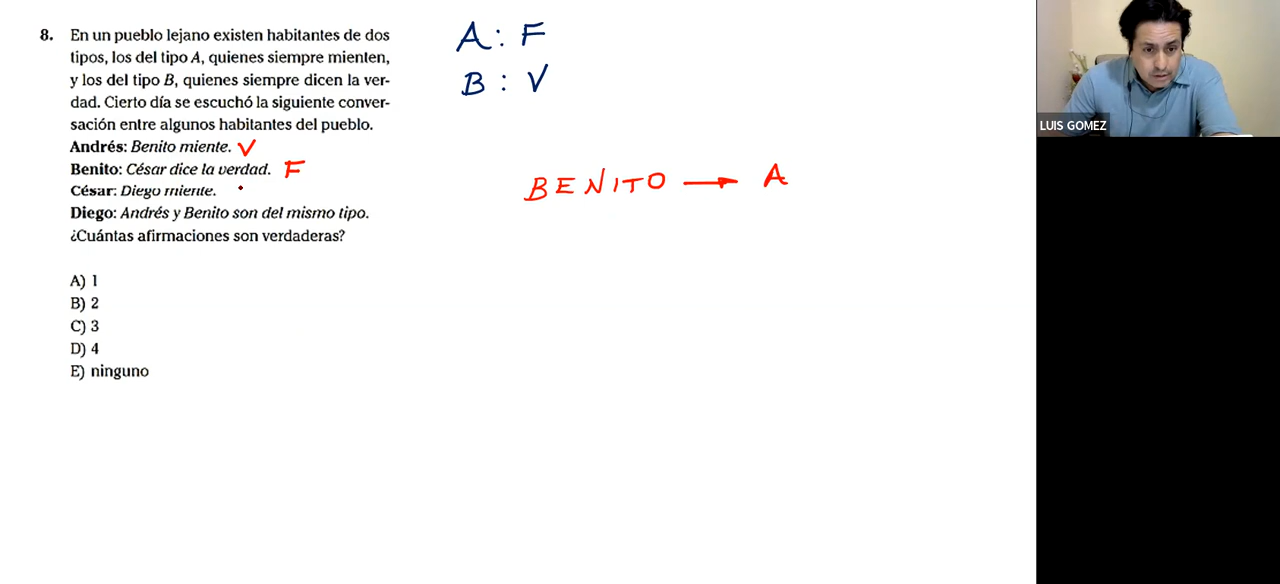 8. En un pueblo lejano existen habitantes de dos
tipos, los del tipo A, quienes siempre mienten,
y los del tipo B, quienes siempre dicen la ver-
dad. Cierto día se escuchó la siguiente conver-
sación entre algunos habitantes del pueblo.
Andrés: Benito miente. V
Benito: César dice la verdad. F
César: Diego miente.
Diego: Andrés y Benito son del mismo tipo.
¿Cuántas afirmaciones son verdaderas?
A) 1
B) 2
C) 3
D) 4
E) ninguno
A : F
B : V
BENITO → A
LUIS GOMEZ